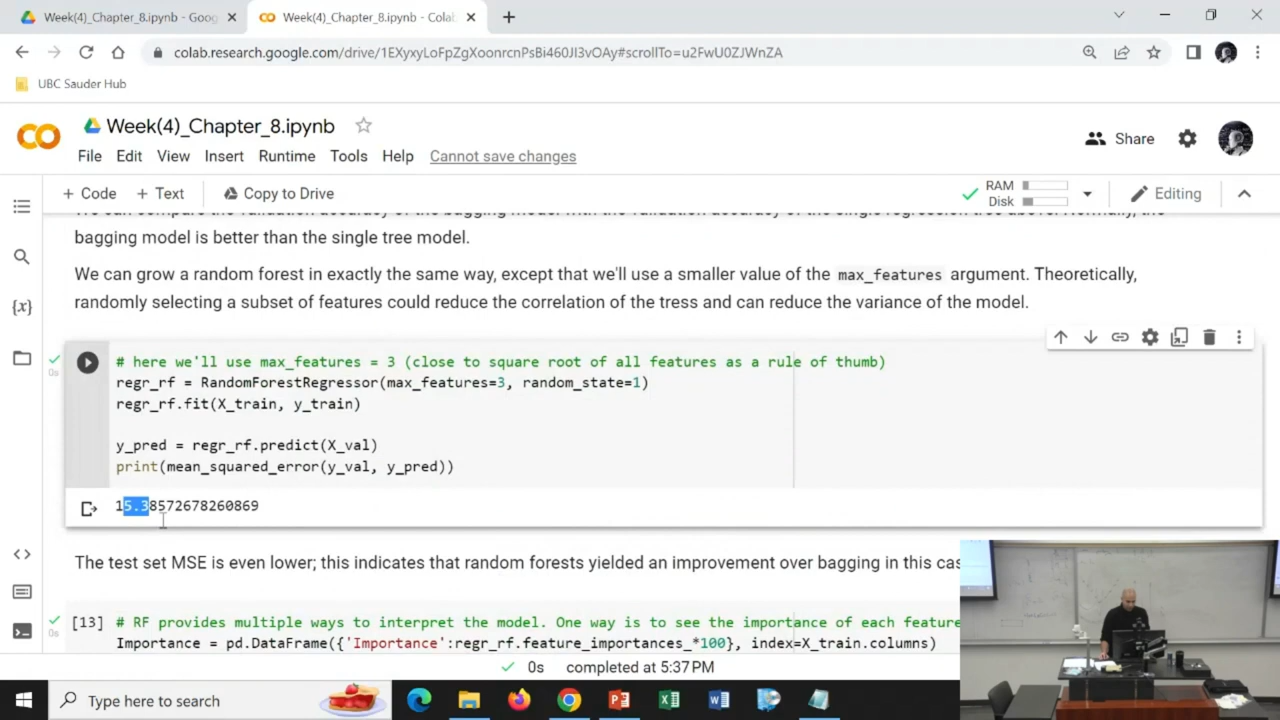 Week(4)_Chapter_8.ipynb - Goog
Week(4)_Chapter_8.ipynb - Colab
colab.research.google.com/drive/1EXyxyLoFpZgXoonrcnPsBi460JI3vOAy#scrollTo=u2FwU0ZJWnZA
UBC Sauder Hub
Week(4)_Chapter_8.ipynb
File Edit View Insert Runtime Tools Help Cannot save changes
Share
+ Code + Text Copy to Drive
RAM
Disk
Editing
bagging model is better than the single tree model.
We can grow a random forest in exactly the same way, except that we'll use a smaller value of the max_features argument. Theoretically,
randomly selecting a subset of features could reduce the correlation of the tress and can reduce the variance of the model.
0s
# here we'll use max_features = 3 (close to square root of all features as a rule of thumb)
regr_rf = RandomForestRegressor(max_features=3, random_state=1)
regr_rf.fit(X_train, y_train)
y_pred = regr_rf.predict(X_val)
print(mean_squared_error(y_val, y_pred))
15.38572678260869
The test set MSE is even lower; this indicates that random forests yielded an improvement over bagging in this cas
[13] # RF provides multiple ways to interpret the model. One way is to see the importance of each feature
0s
Importance = pd.DataFrame({'Importance':regr_rf.feature_importances_*100}, index=X_train.columns)
0s completed at 5:37 PM
Type here to search